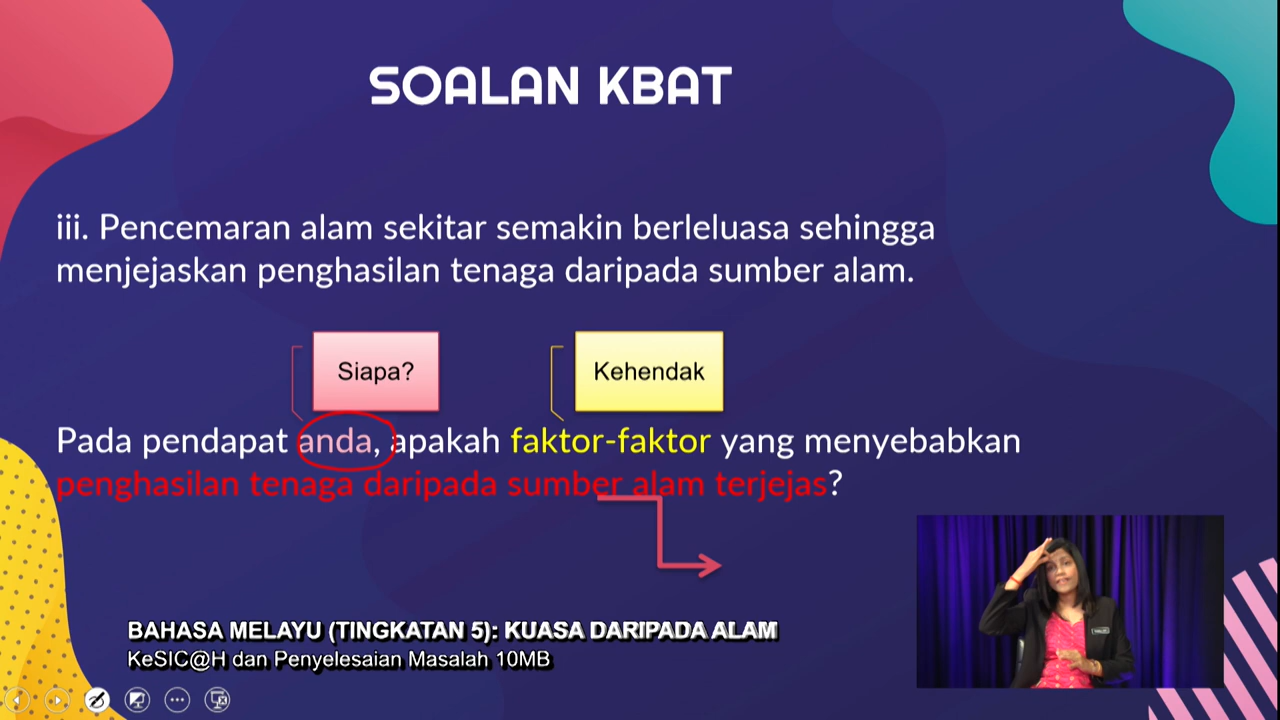 SOALAN KBAT
iii. Pencemaran alam sekitar semakin berleluasa sehingga
menjejaskan penghasilan tenaga daripada sumber alam.
Siapa?
Kehendak
Pada pendapat anda, apakah faktor-faktor yang menyebabkan
penghasilan tenaga daripada sumber alam terjejas?
BAHASA MELAYU (TINGKATAN 5): KUASA DARIPADA ALAM
KeSIC@H dan Penyelesaian Masalah 10MB